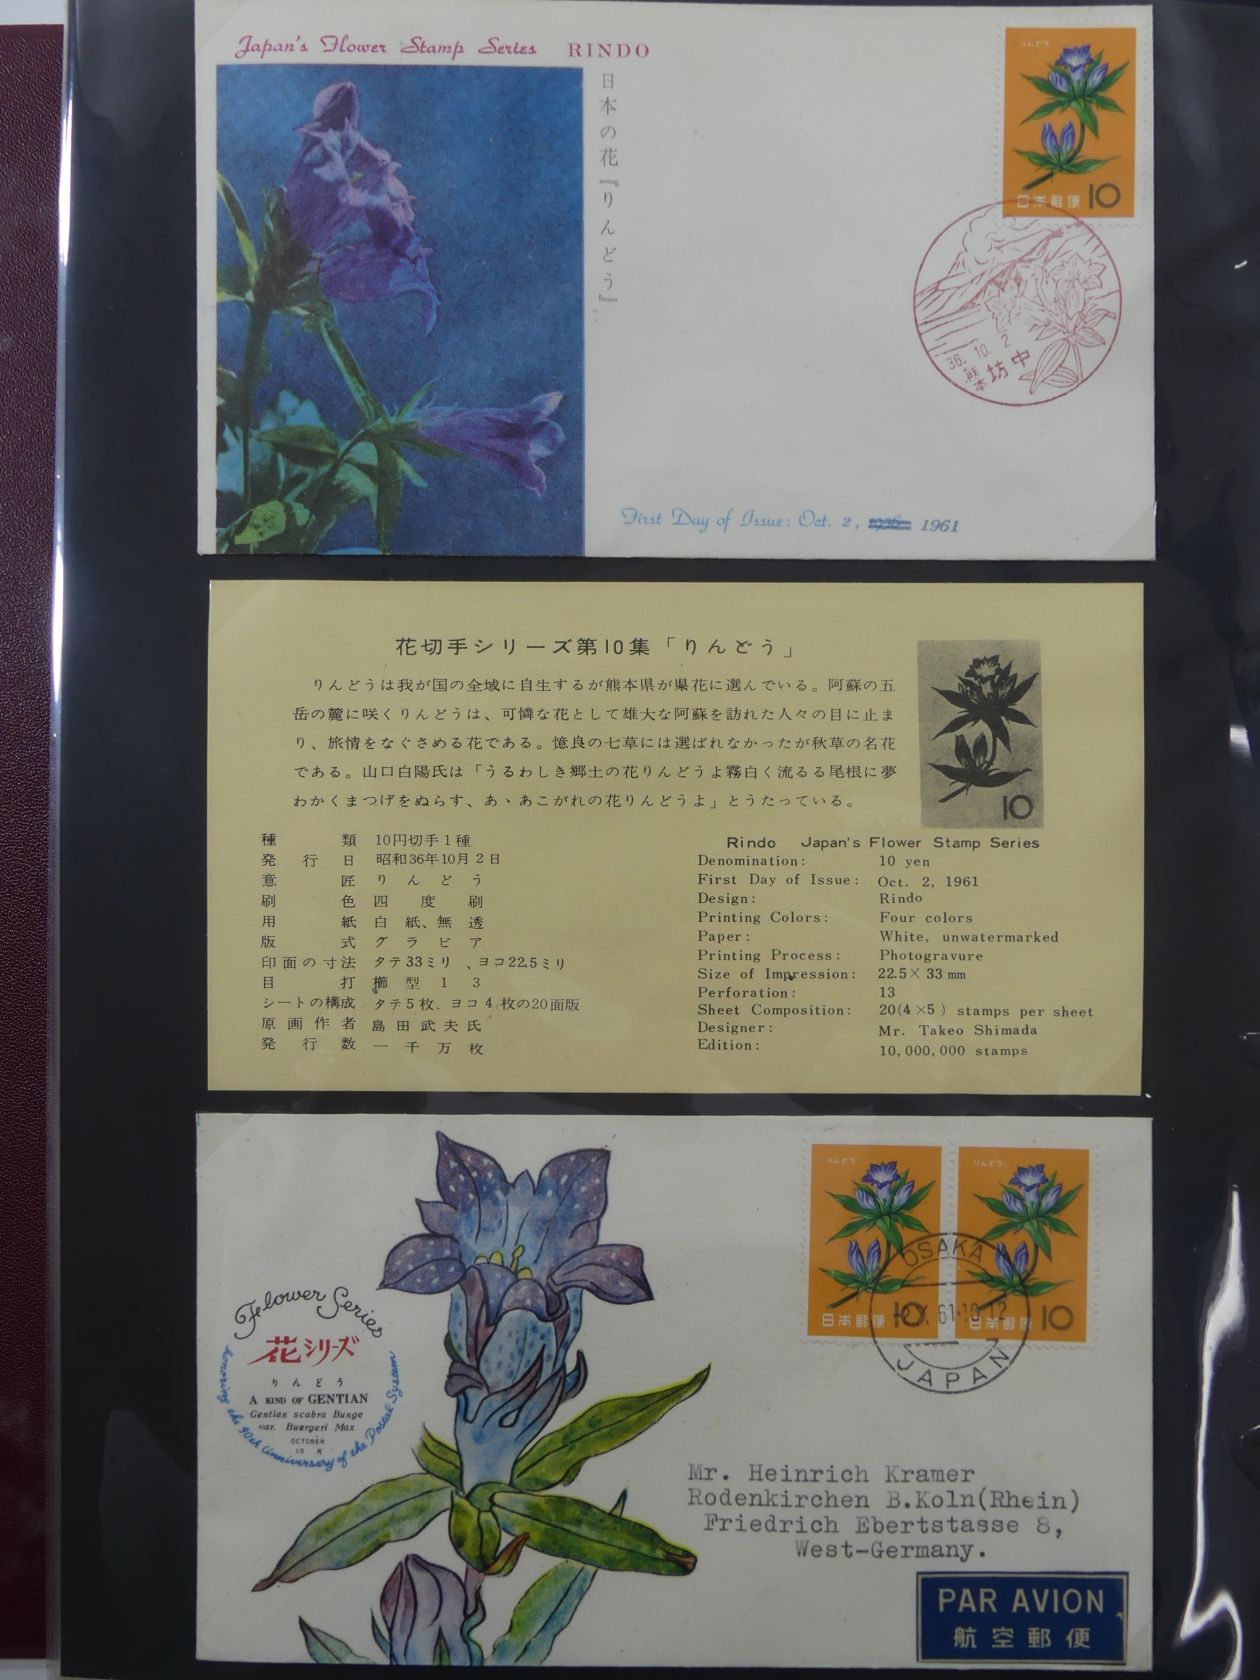 Japan's Flower Stamp Series RINDO
日本の花『りんどう』
りんどう
日本郵便 10
36.10.2
熊本 坊中
First Day of Issue: Oct. 2, 1961
花切手シリーズ第10集「りんどう」
りんどうは我が国の全域に自生するが熊本県が県花に選んでいる。阿蘇の五
岳の麓に咲くりんどうは、可憐な花として雄大な阿蘇を訪れた人々の目に止ま
り、旅情をなぐさめる花である。憶良の七草には選ばれなかったが秋草の名花
である。山口白陽氏は「うるわしき郷土の花りんどうよ霧白く流るる尾根に夢
わかくまつげをぬらす、あゝあこがれの花りんどうよ」とうたっている。
10
種類 10円切手1種
発行日 昭和36年10月2日
意匠 りんどう
刷色 四度刷
用紙 白紙、無透
版式 グラビア
印面の寸法 タテ33ミリ、ヨコ22.5ミリ
目打 櫛型13
シートの構成 タテ5枚.ヨコ4枚の20面版
原画作者 島田武夫氏
発行数 一千万枚
Rindo Japan's Flower Stamp Series
Denomination: 10 yen
First Day of Issue: Oct. 2, 1961
Design: Rindo
Printing Colors: Four colors
Paper: White, unwatermarked
Printing Process: Photogravure
Size of Impression: 22.5×33mm
Perforation: 13
Sheet Composition: 20(4×5) stamps per sheet
Designer: Mr. Takeo Shimada
Edition: 10,000,000 stamps
Flower Series
花シリーズ
りんどう
A KIND OF GENTIAN
Gentian scabra Bunge
var. Buergeri Max.
OCTOBER
10月
Honoring the 90th Anniversary of the Postal System
りんどう
日本郵便 10
りんどう
日本郵便 10
OSAKA
61.10.12
JAPAN
Mr. Heinrich Kramer
Rodenkirchen B.Koln(Rhein)
Friedrich Ebertstasse 8,
West-Germany.
PAR AVION
航空郵便